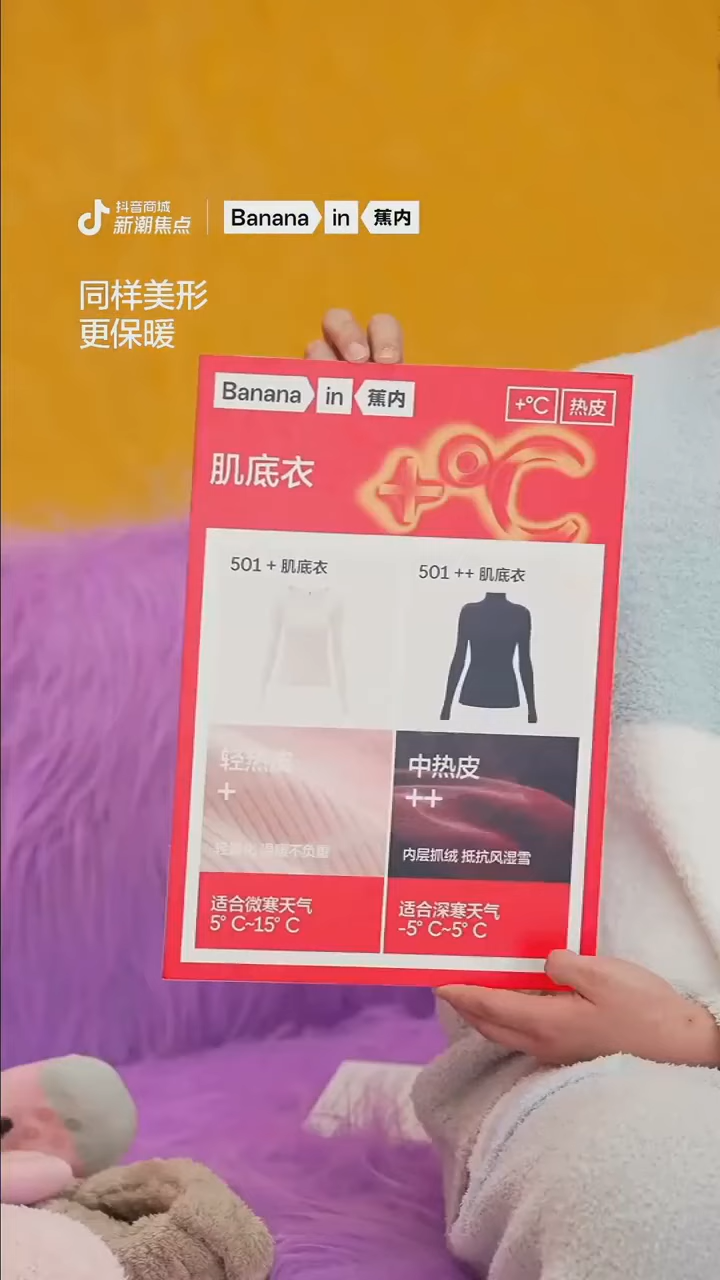 抖音商城
新潮焦点
Banana in 蕉内
同样美形
更保暖
Banana in 蕉内
+°C 热皮
肌底衣
+°C
501 + 肌底衣
501 ++ 肌底衣
轻热皮
+
中热皮
++
内层抓绒 抵抗风湿雪
适合微寒天气
5° C~15° C
适合深寒天气
-5° C~5° C